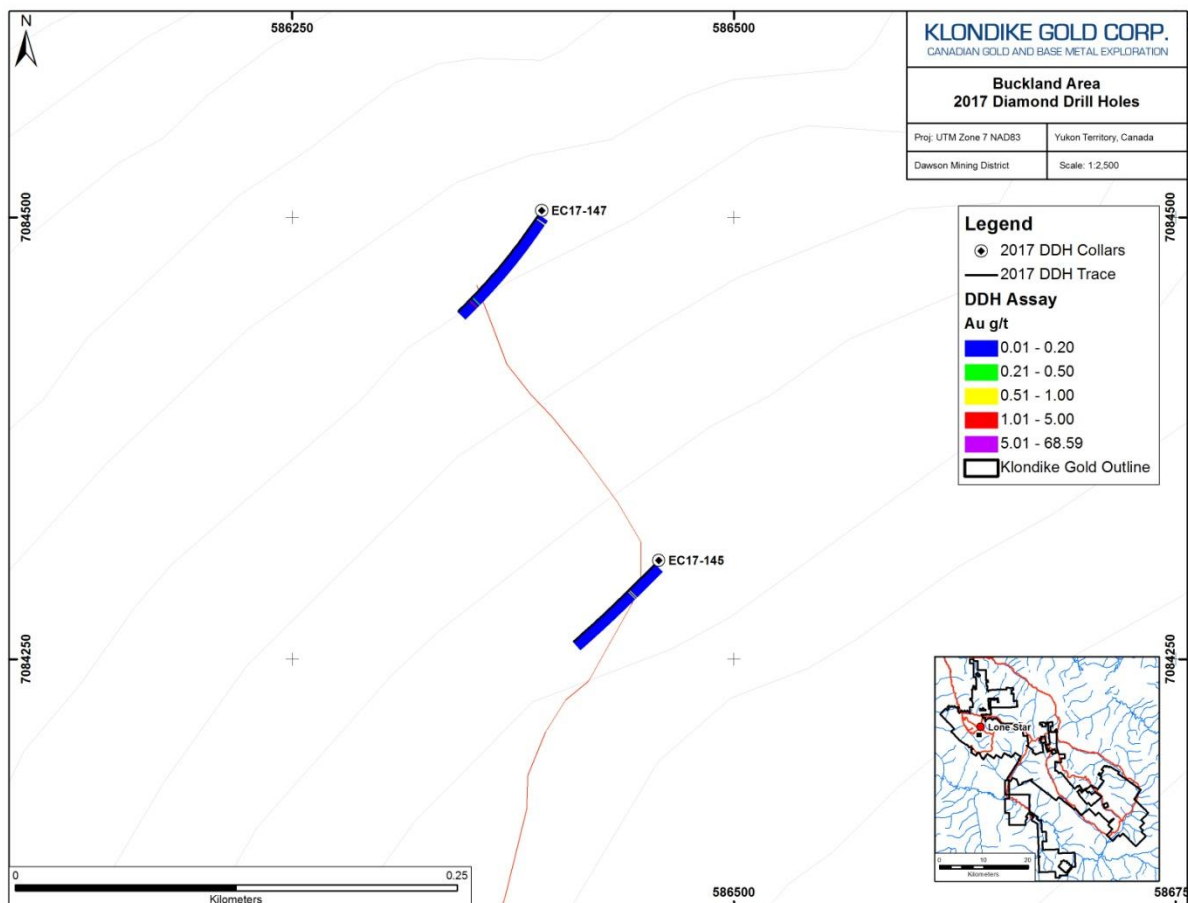 N
586250
586500
KLONDIKE GOLD CORP.
CANADIAN GOLD AND BASE METAL EXPLORATION
Buckland Area
2017 Diamond Drill Holes
Proj: UTM Zone 7 NAD83
Yukon Territory, Canada
Dawson Mining District
Scale: 1:2,500
7084500
7084500
EC17-147
Legend
2017 DDH Collars
2017 DDH Trace
DDH Assay
Au g/t
0.01 - 0.20
0.21 - 0.50
0.51 - 1.00
1.01 - 5.00
5.01 - 68.59
Klondike Gold Outline
EC17-145
7084250
7084250
Lone Star
0 10 20
Kilometers
0 0.25
Kilometers
586500
58675